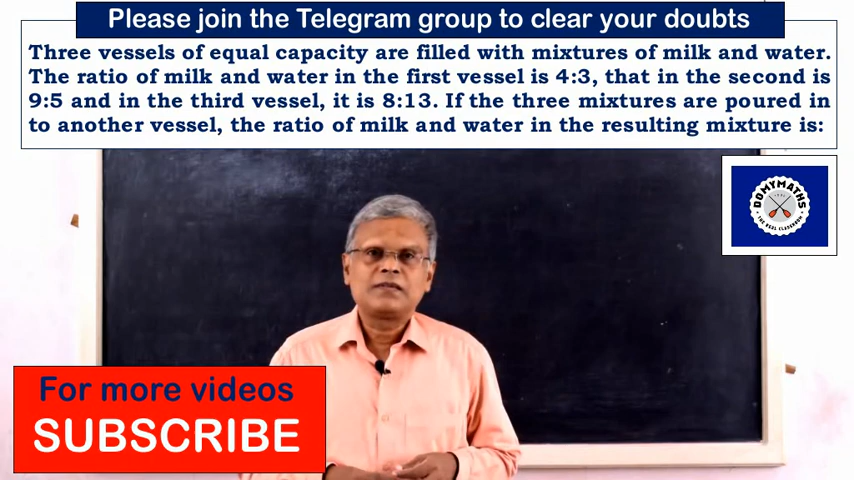 Please join the Telegram group to clear your doubts
Three vessels of equal capacity are filled with mixtures of milk and water.
The ratio of milk and water in the first vessel is 4:3, that in the second is
9:5 and in the third vessel, it is 8:13. If the three mixtures are poured in
to another vessel, the ratio of milk and water in the resulting mixture is:
DOMYMATHS
THE REAL CLASSROOM
For more videos
SUBSCRIBE